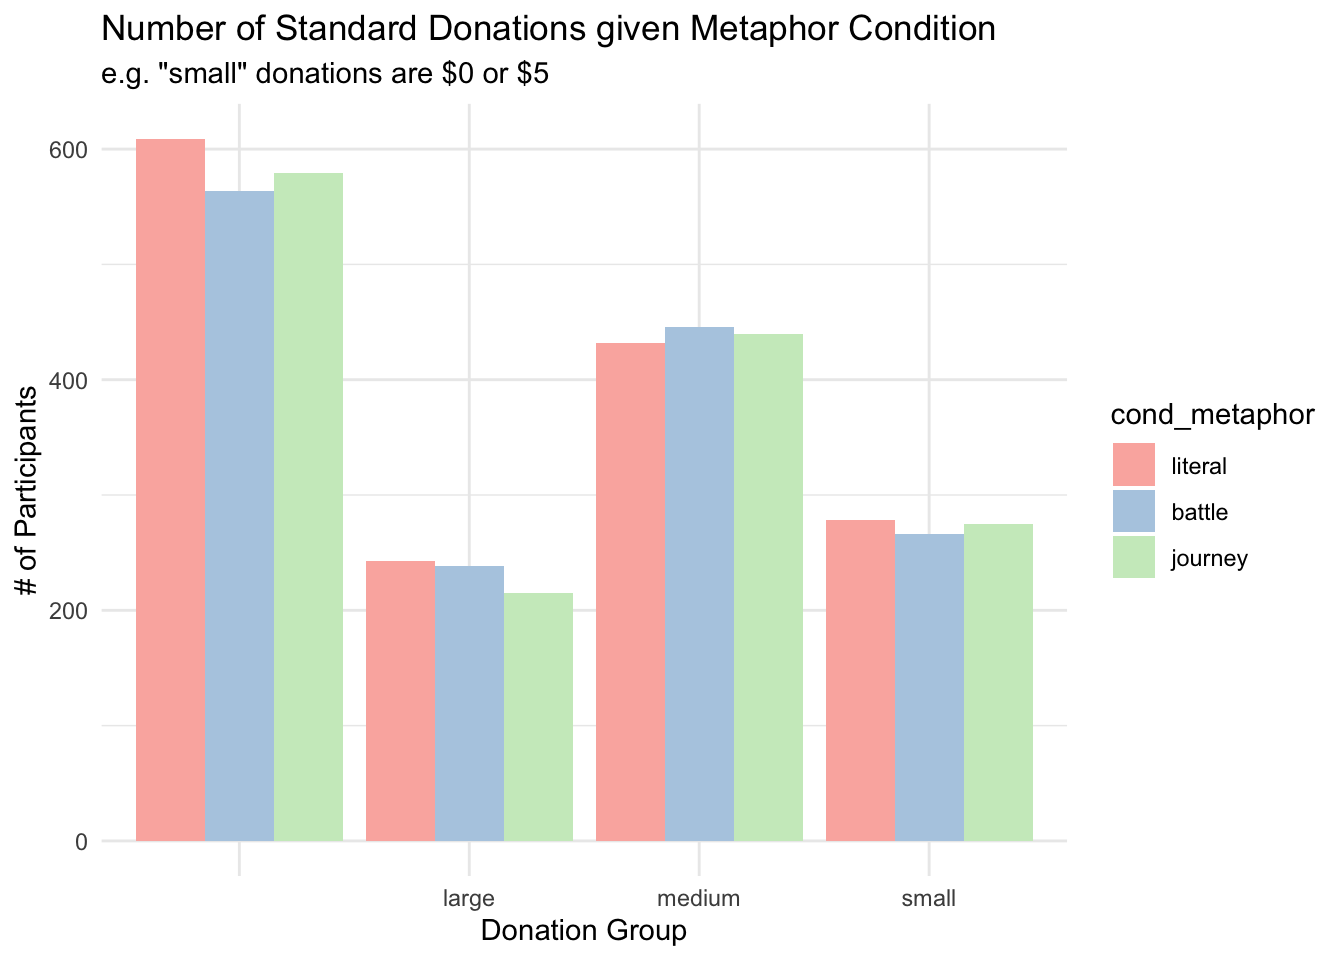 Number of Standard Donations given Metaphor Condition
e.g. "small" donations are $0 or $5
600
400
200
0
# of Participants
large
medium
small
Donation Group
cond_metaphor
literal
battle
journey